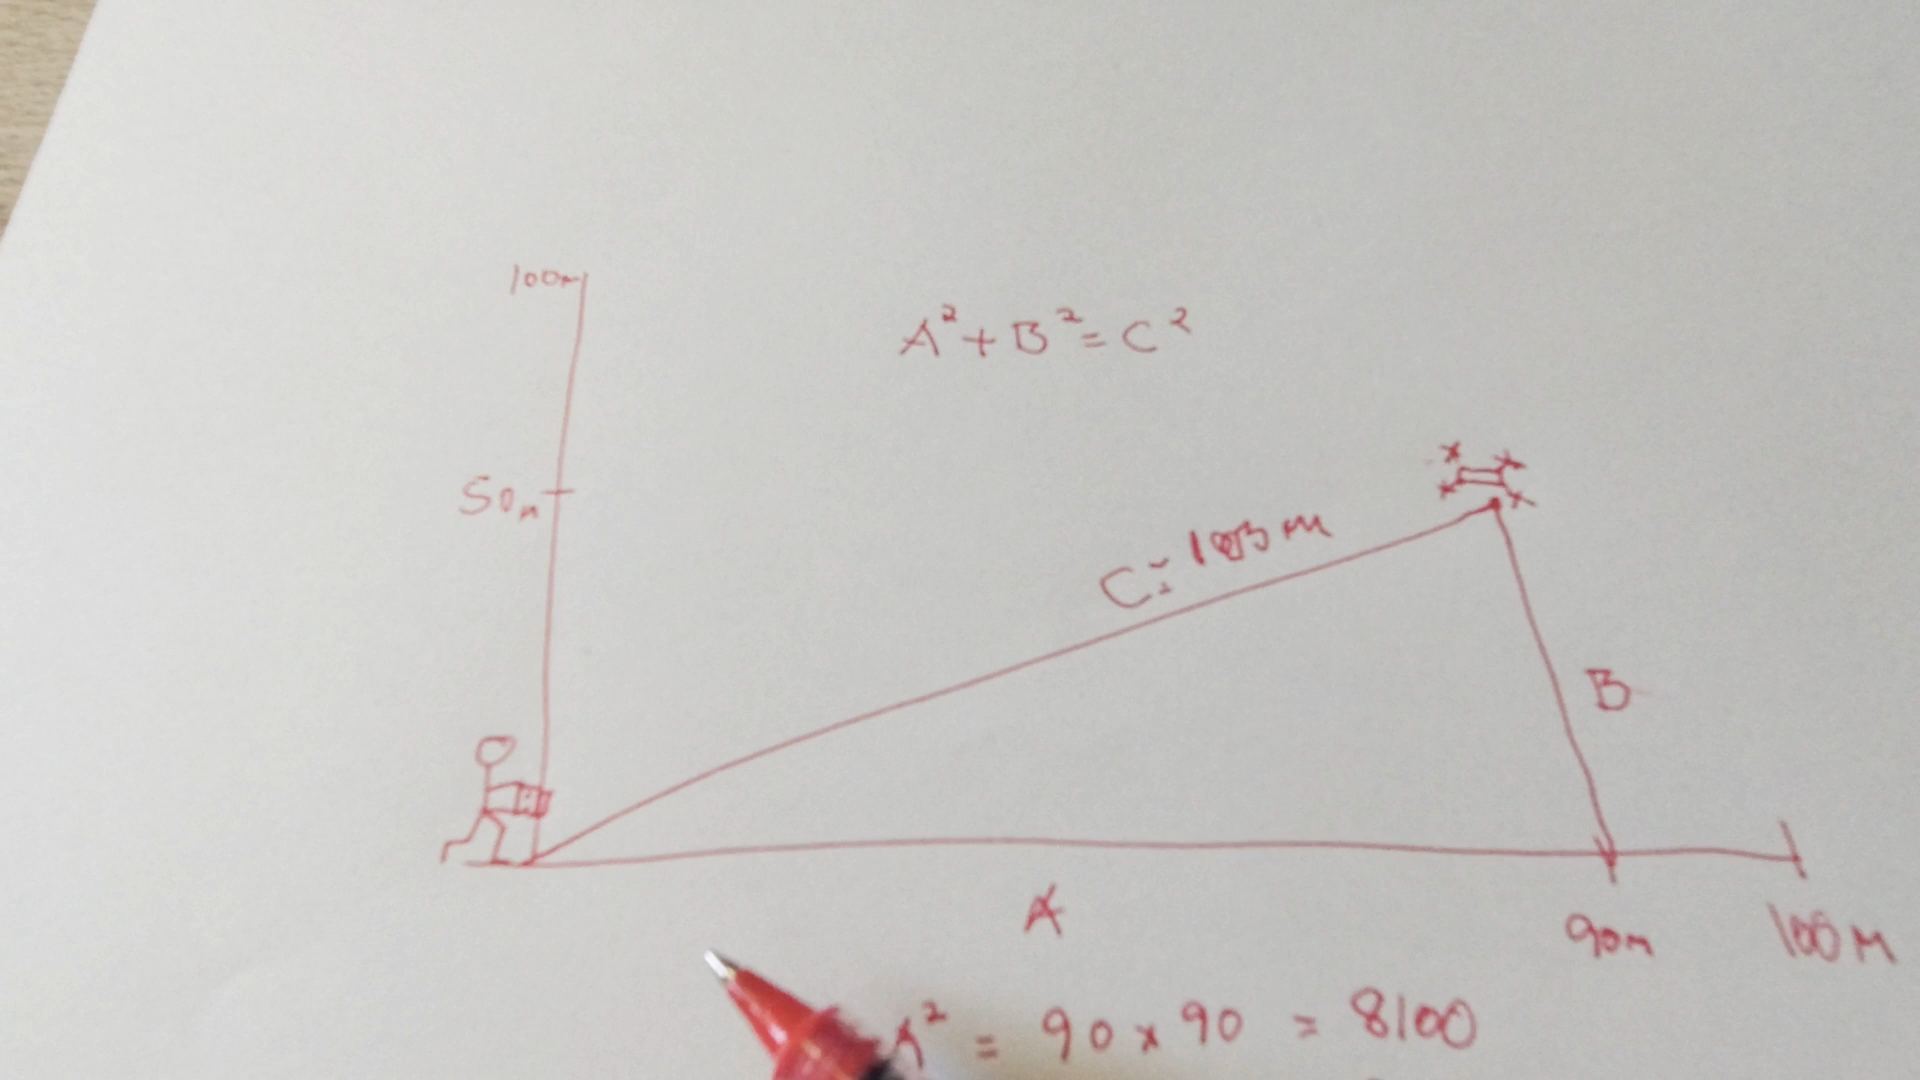 100m
A²+B²=C²
50m
C=103m
B
A
90m
100M
A² = 90 x 90 = 8100